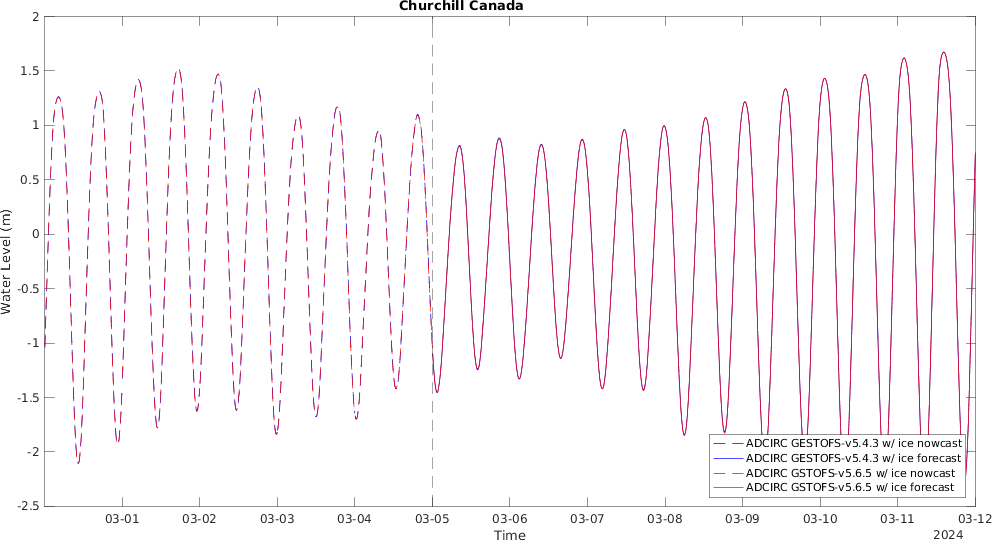 Churchill Canada
Water Level (m)
2
1.5
1
0.5
0
-0.5
-1
-1.5
-2
-2.5
ADCIRC GESTOFS-v5.4.3 w/ ice nowcast
ADCIRC GESTOFS-v5.4.3 w/ ice forecast
ADCIRC GSTOFS-v5.6.5 w/ ice nowcast
ADCIRC GSTOFS-v5.6.5 w/ ice forecast
03-01 03-02 03-03 03-04 03-05 03-06 03-07 03-08 03-09 03-10 03-11 03-12
Time
2024